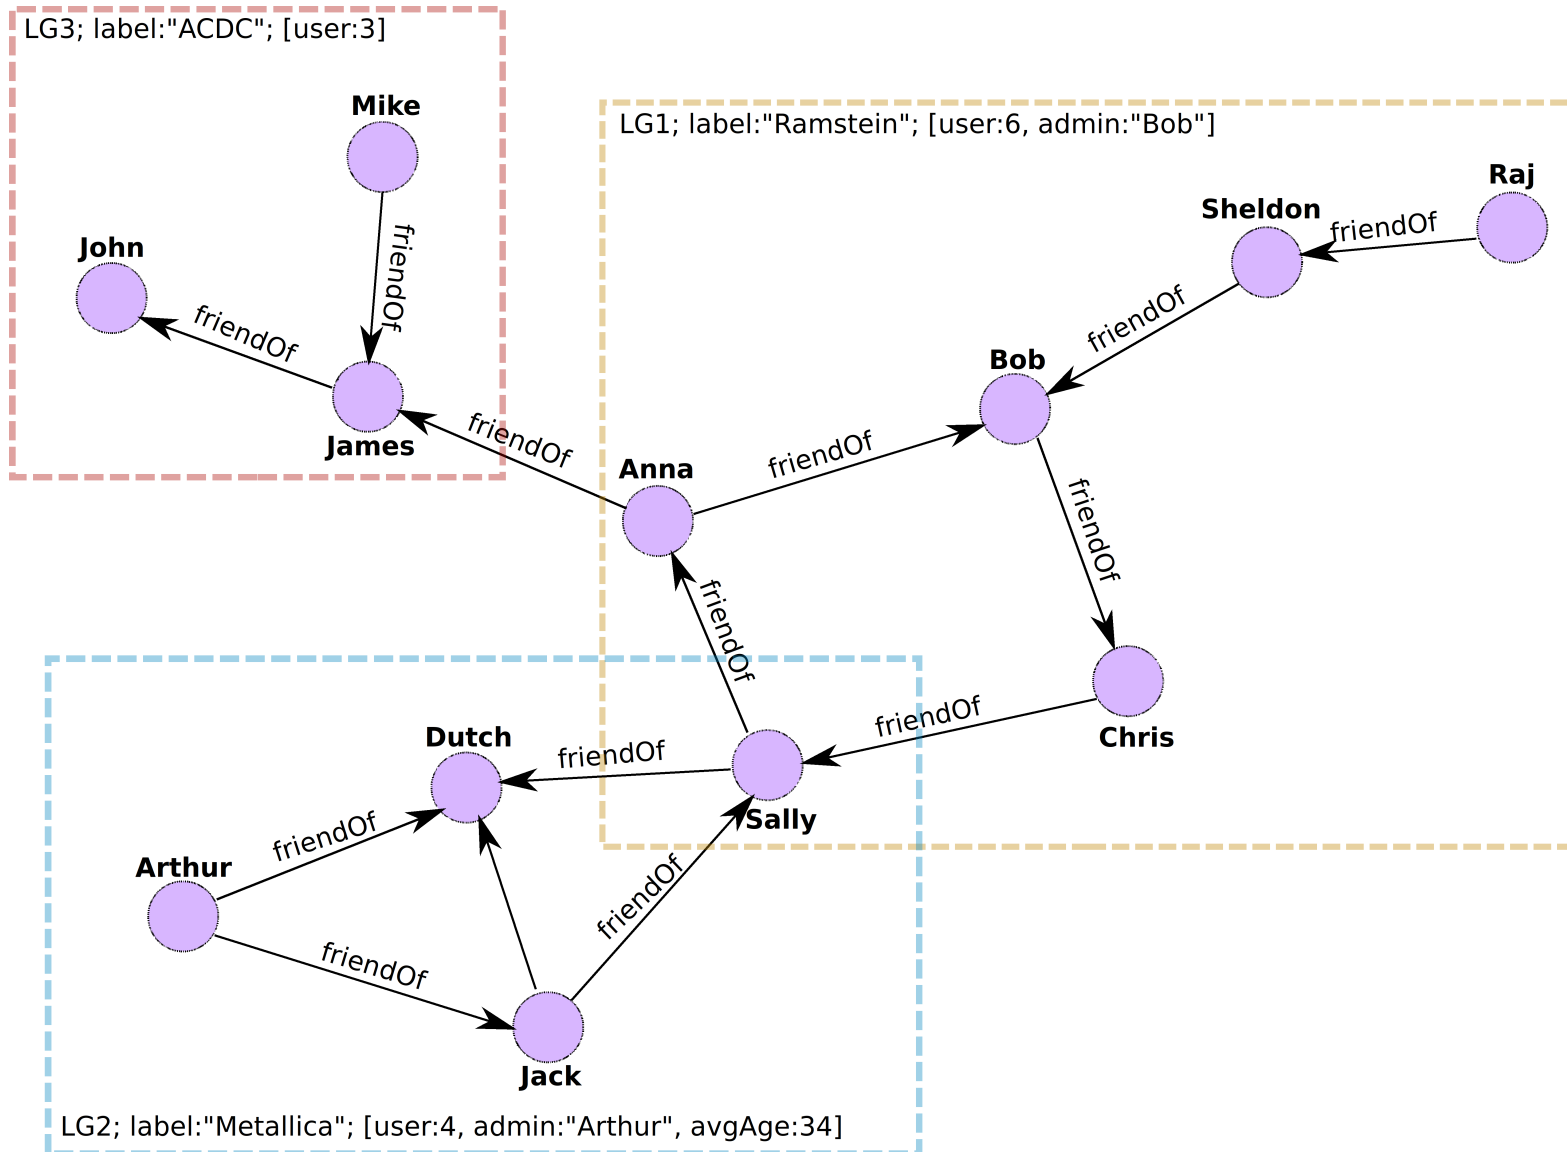 LG3; label:"ACDC"; [user:3]
Mike
friendOf
John
friendOf
James
friendOf
LG1; label:"Ramstein"; [user:6, admin:"Bob"]
Raj
Sheldon
friendOf
friendOf
Bob
friendOf
Anna
friendOf
friendOf
friendOf
Chris
Dutch
friendOf
Sally
friendOf
Arthur
friendOf
friendOf
Jack
LG2; label:"Metallica"; [user:4, admin:"Arthur", avgAge:34]